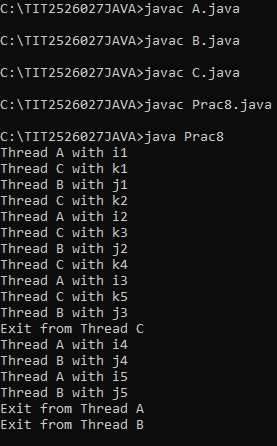 C:\TIT2526027JAVA>javac A.java
C:\TIT2526027JAVA>javac B.java
C:\TIT2526027JAVA>javac C.java
C:\TIT2526027JAVA>javac Prac8.java
C:\TIT2526027JAVA>java Prac8
Thread A with i1
Thread C with k1
Thread B with j1
Thread C with k2
Thread A with i2
Thread C with k3
Thread B with j2
Thread C with k4
Thread A with i3
Thread C with k5
Thread B with j3
Exit from Thread C
Thread A with i4
Thread B with j4
Thread A with i5
Thread B with j5
Exit from Thread A
Exit from Thread B